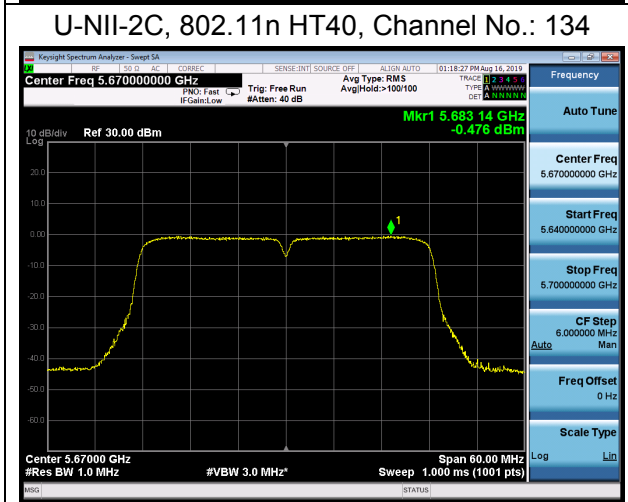 U-NII-2C, 802.11n HT40, Channel No.: 134
Keysight Spectrum Analyzer - Swept SA
RF 50 Ω AC CORREC SENSE:INT SOURCE OFF ALIGN AUTO 01:18:27 PM Aug 16, 2019
Center Freq 5.670000000 GHz
PNO: Fast
IFGain:Low
Trig: Free Run
#Atten: 40 dB
Avg Type: RMS
Avg|Hold:>100/100
TRACE 1 2 3 4 5 6
TYPE A WWWWW
DET A NNNNN
Mkr1 5.683 14 GHz
-0.476 dBm
10 dB/div Ref 30.00 dBm
Log
20.0
10.0
0.00
-10.0
-20.0
-30.0
-40.0
-50.0
-60.0
1
Center 5.67000 GHz
Span 60.00 MHz
#Res BW 1.0 MHz
#VBW 3.0 MHz*
Sweep 1.000 ms (1001 pts)
MSG
STATUS
Frequency
Auto Tune
Center Freq
5.670000000 GHz
Start Freq
5.640000000 GHz
Stop Freq
5.700000000 GHz
CF Step
6.000000 MHz
Auto Man
Freq Offset
0 Hz
Scale Type
Log Lin